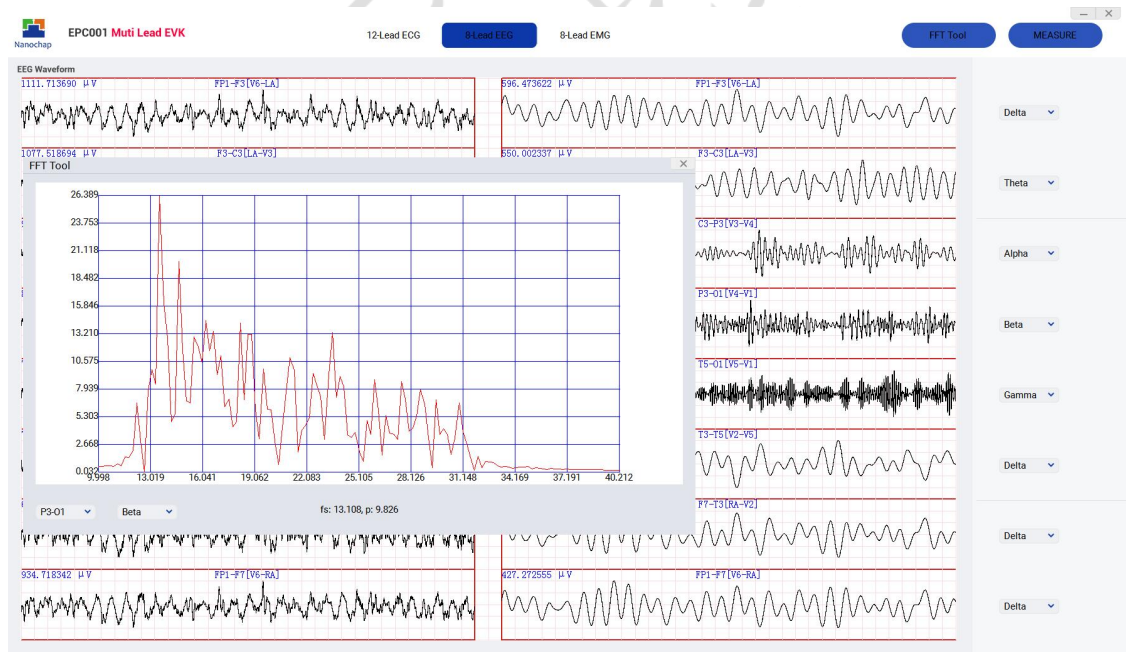 Nanochap
EPC001 Muti Lead EVK
12-Lead ECG
8-Lead EEG
8-Lead EMG
FFT Tool
MEASURE
EEG Waveform
1111.713690 μV
FP1-F3[V6-LA]
596.473622 μV
FP1-F3[V6-LA]
Delta
1077.518694 μV
F3-C3[LA-V3]
550.002337 μV
F3-C3[LA-V3]
Theta
C3-P3[V3-V4]
Alpha
P3-O1[V4-V1]
Beta
T5-O1[V5-V1]
Gamma
T3-T5[V2-V5]
Delta
F7-T3[RA-V2]
Delta
934.718342 μV
FP1-F7[V6-RA]
427.272555 μV
FP1-F7[V6-RA]
Delta
FFT Tool
26.389
23.753
21.118
18.482
15.846
13.210
10.575
7.939
5.303
2.668
0.032
9.998 13.019 16.041 19.062 22.083 25.105 28.126 31.148 34.169 37.191 40.212
P3-O1
Beta
fs: 13.108, p: 9.826